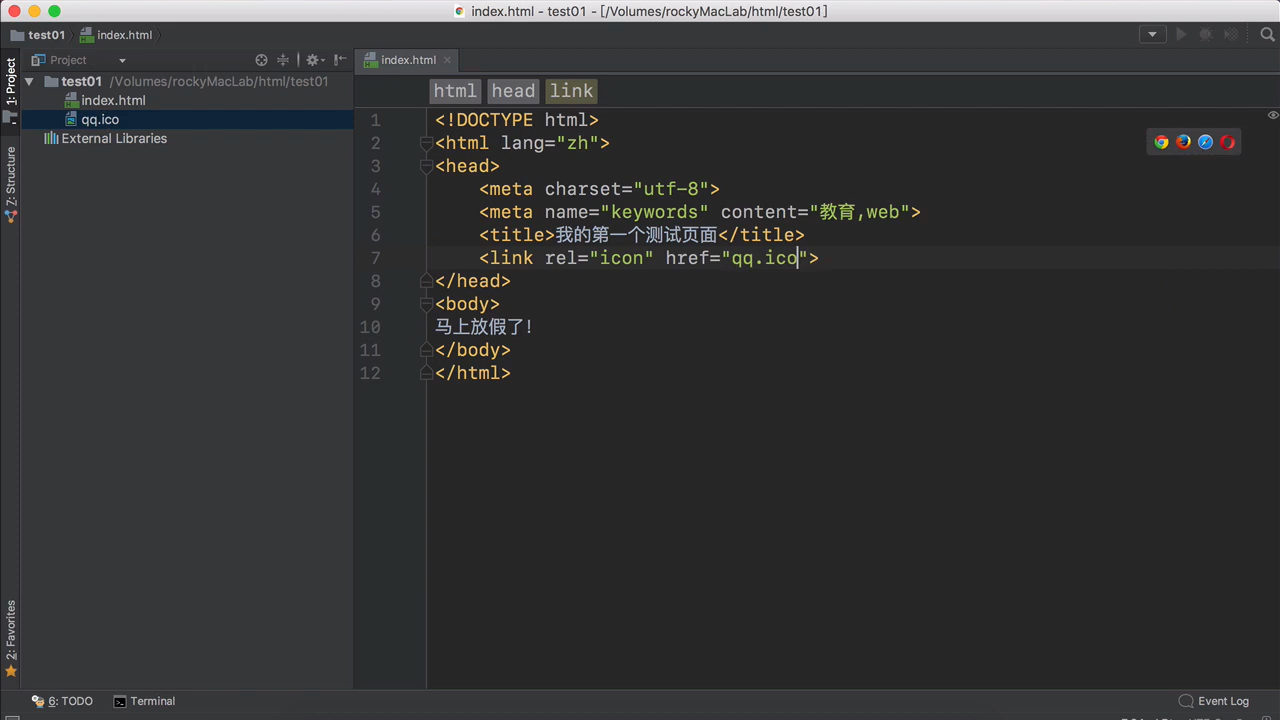 index.html - test01 - [/Volumes/rockyMacLab/html/test01]
test01 index.html
Project
index.html
test01 /Volumes/rockyMacLab/html/test01
index.html
qq.ico
External Libraries
1: Project
Z: Structure
2: Favorites
html head link
1 <!DOCTYPE html>
2 <html lang="zh">
3 <head>
4 <meta charset="utf-8">
5 <meta name="keywords" content="教育,web">
6 <title>我的第一个测试页面</title>
7 <link rel="icon" href="qq.ico">
8 </head>
9 <body>
10 马上放假了!
11 </body>
12 </html>
6: TODO Terminal Event Log